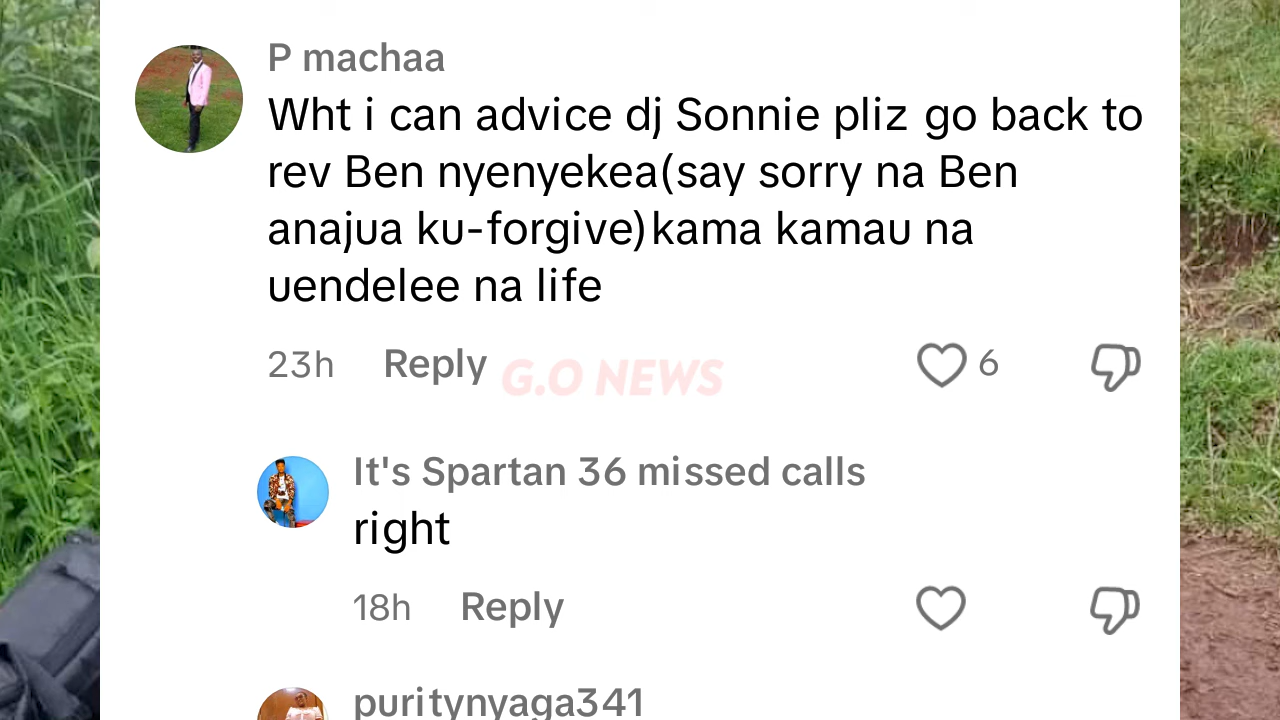 P machaa
Wht i can advice dj Sonnie pliz go back to
rev Ben nyenyekea(say sorry na Ben
anajua ku-forgive)kama kamau na
uendelee na life
23h Reply 6
G.O NEWS
It's Spartan 36 missed calls
right
18h Reply
puritynyaga341